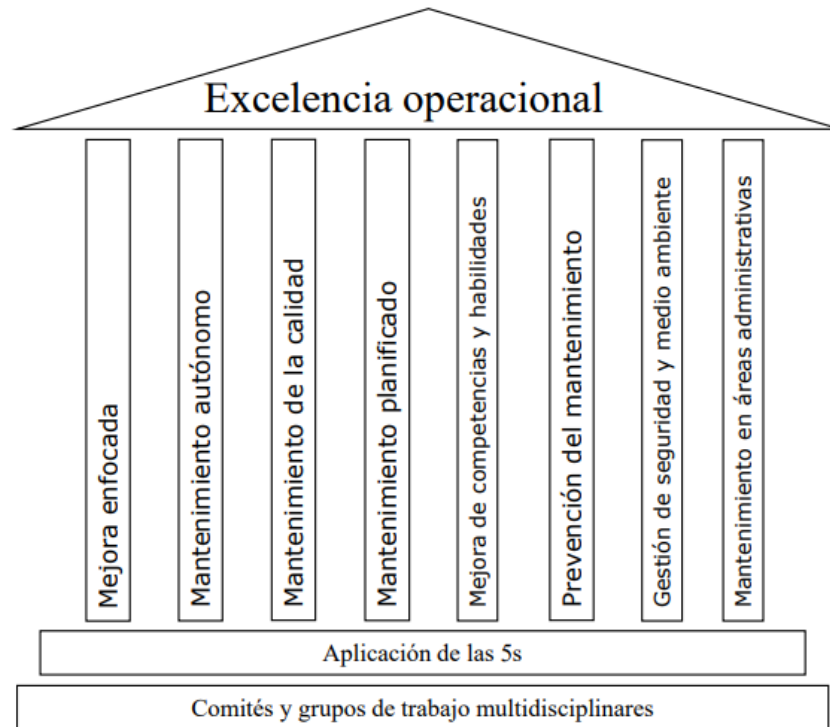 Excelencia operacional
Mejora enfocada
Mantenimiento autónomo
Mantenimiento de la calidad
Mantenimiento planificado
Mejora de competencias y habilidades
Prevención del mantenimiento
Gestión de seguridad y medio ambiente
Mantenimiento en áreas administrativas
Aplicación de las 5s
Comités y grupos de trabajo multidisciplinares